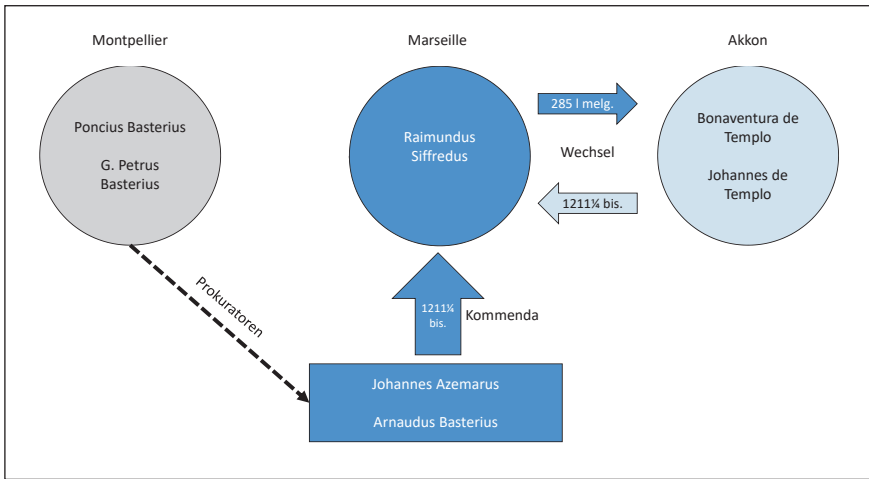 Montpellier
Marseille
Akkon
Poncius Basterius
G. Petrus
Basterius
Raimundus
Siffredus
285 l melg.
Wechsel
1211¼ bis.
Bonaventura de
Templo
Johannes de
Templo
Prokuratoren
1211¼
bis.
Kommenda
Johannes Azemarus
Arnaudus Basterius